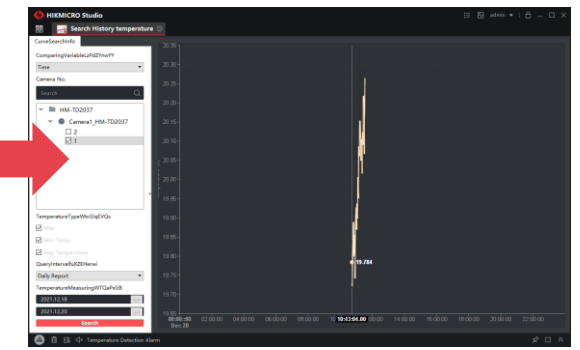 HIKMICRO Studio
admin
Search History temperature
CurveSearchInfo
ComparingVariableLzPdZYnwYY
Time
Camera No.
Search
HM-TD2037
Camera1_HM-TD2037
2
1
TemperatureTypeWoGlqEVQs
Max
Min. Temp.
Avg. Temperature
Daily Report
2021.12.18
2021.12.20
Search
20.35
20.30
20.25
20.20
20.15
20.10
20.05
20.00
19.95
19.90
19.85
19.80
19.75
19.70
19.65
19.784
00:00:00 02:00:00 04:00:00 06:00:00 08:00:00 10:43:04.00 14:00:00 16:00:00 18:00:00 20:00:00 22:00:00
Dec 20
Temperature Detection Alarm